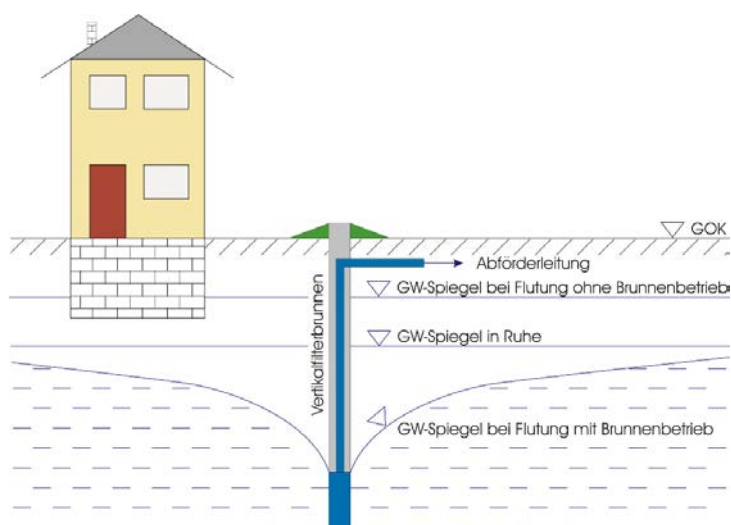 GOK
Abförderleitung
GW-Spiegel bei Flutung ohne Brunnenbetrieb
GW-Spiegel in Ruhe
Vertikalfilterbrunnen
GW-Spiegel bei Flutung mit Brunnenbetrieb